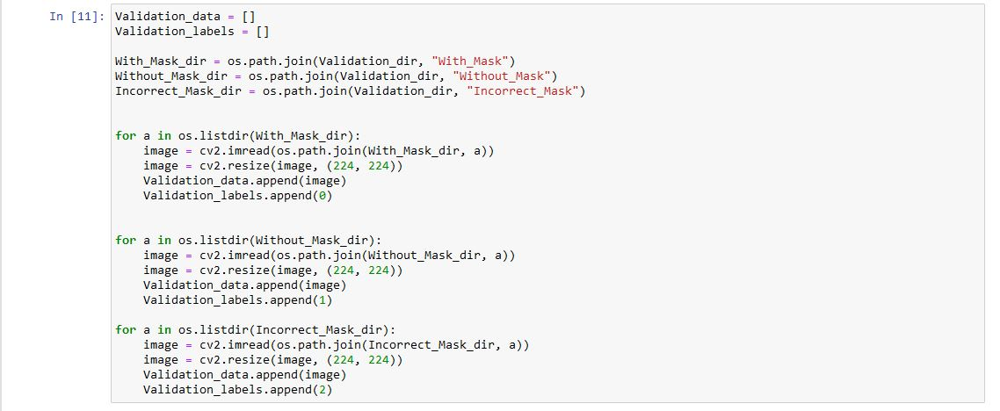 In [11]: Validation_data = []
Validation_labels = []
With_Mask_dir = os.path.join(Validation_dir, "With_Mask")
Without_Mask_dir = os.path.join(Validation_dir, "Without_Mask")
Incorrect_Mask_dir = os.path.join(Validation_dir, "Incorrect_Mask")
for a in os.listdir(With_Mask_dir):
    image = cv2.imread(os.path.join(With_Mask_dir, a))
    image = cv2.resize(image, (224, 224))
    Validation_data.append(image)
    Validation_labels.append(0)
for a in os.listdir(Without_Mask_dir):
    image = cv2.imread(os.path.join(Without_Mask_dir, a))
    image = cv2.resize(image, (224, 224))
    Validation_data.append(image)
    Validation_labels.append(1)
for a in os.listdir(Incorrect_Mask_dir):
    image = cv2.imread(os.path.join(Incorrect_Mask_dir, a))
    image = cv2.resize(image, (224, 224))
    Validation_data.append(image)
    Validation_labels.append(2)